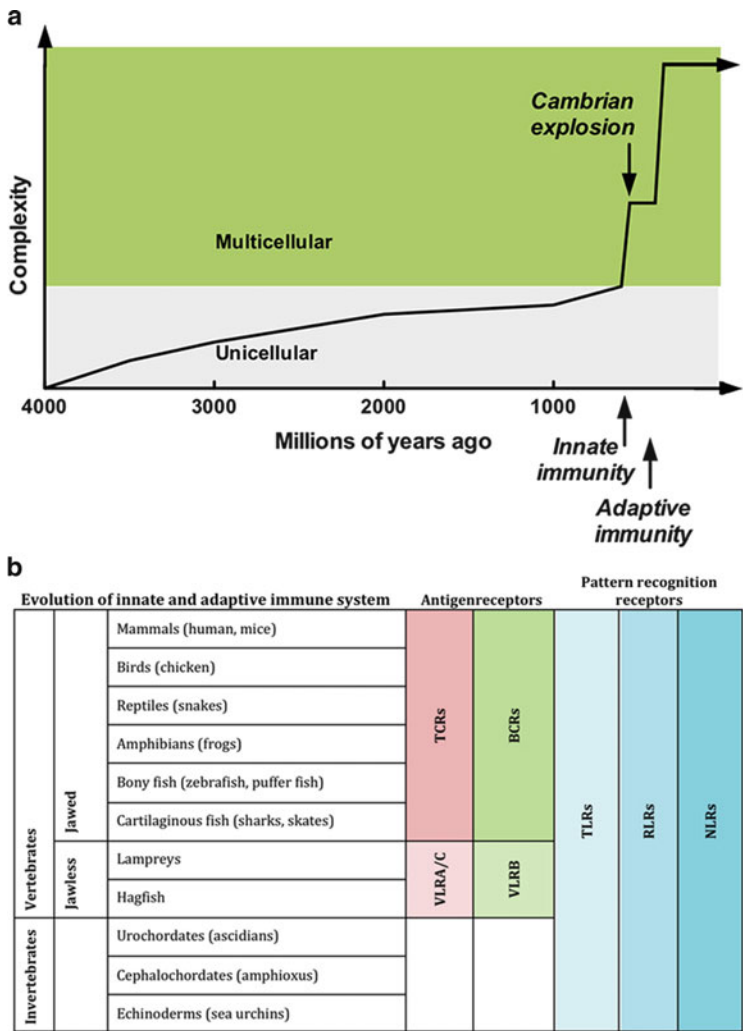 a
Complexity
Cambrian
explosion
Multicellular
Unicellular
4000 3000 2000 1000
Millions of years ago
Innate
immunity
Adaptive
immunity
b
Evolution of innate and adaptive immune system
Antigenreceptors
Pattern recognition
receptors
Vertebrates
Jawed
Mammals (human, mice)
Birds (chicken)
Reptiles (snakes)
Amphibians (frogs)
Bony fish (zebrafish, puffer fish)
Cartilaginous fish (sharks, skates)
TCRs
BCRs
TLRs
RLRs
NLRs
Jawless
Lampreys
Hagfish
VLRA/C
VLRB
Invertebrates
Urochordates (ascidians)
Cephalochordates (amphioxus)
Echinoderms (sea urchins)